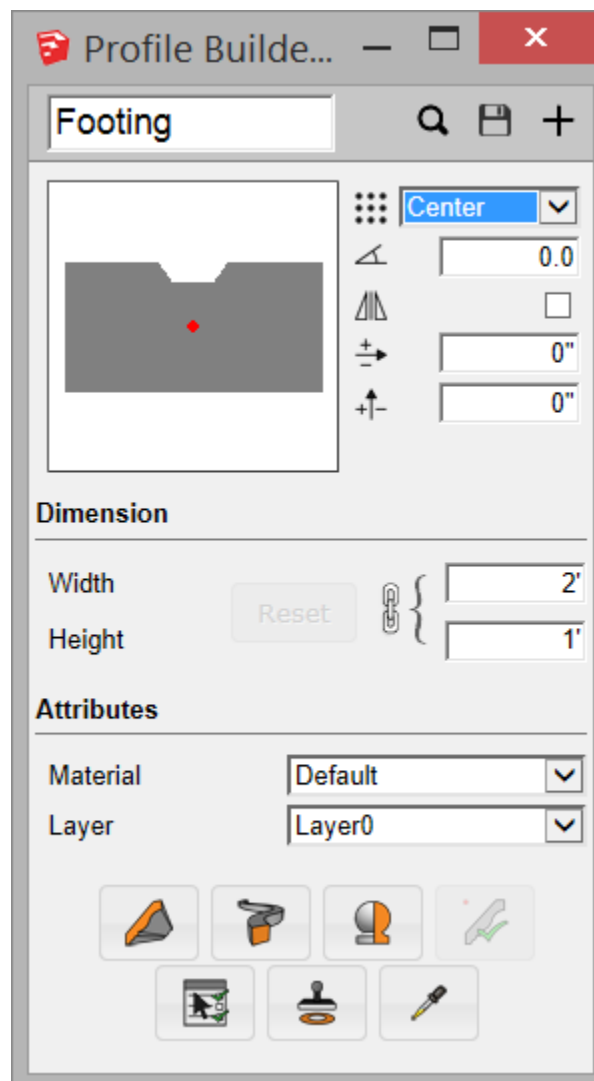 Profile Builde...
Footing
Center
0.0
0"
0"
Dimension
Width 2'
Reset
Height 1'
Attributes
Material Default
Layer Layer0